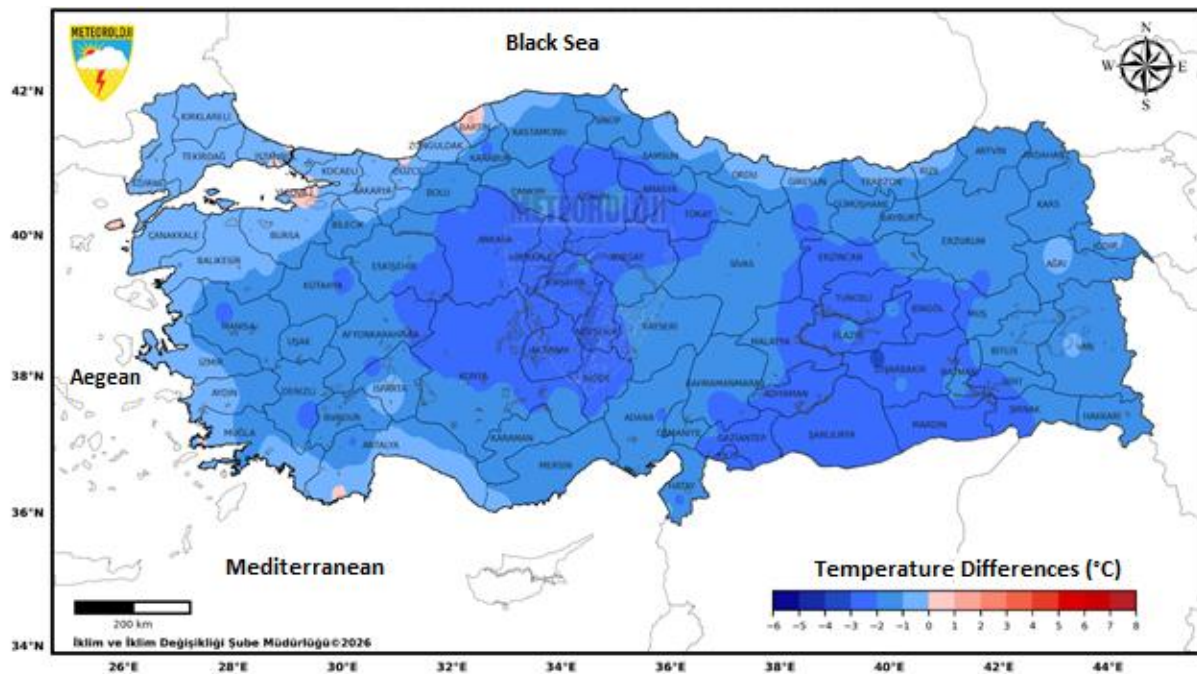 METEOROLOJİ
Black Sea
N
W E
S
42°N
40°N
38°N
36°N
34°N
KIRKLARELİ
TEKİRDAĞ
KOCAELİ
SAKARYA
DÜZCE
ZONGULDAK
BARTIN
KARABÜK
KASTAMONU
SİNOP
SAMSUN
ORDU
GİRESUN
TRABZON
RİZE
ARTVİN
ARDAHAN
ÇANAKKALE
BALIKESİR
BURSA
BİLECİK
BOLU
ÇANKIRI
AMASYA
TOKAT
GÜMÜŞHANE
BAYBURT
ERZURUM
KARS
IĞDIR
AĞRI
METEOROLOJİ
ESKİŞEHİR
ANKARA
YOZGAT
SİVAS
ERZİNCAN
KÜTAHYA
TUNCELİ
BİNGÖL
MUŞ
MANİSA
UŞAK
AFYONKARAHİSAR
KAYSERİ
MALATYA
ELAZIĞ
BİTLİS
VAN
Aegean
İZMİR
AYDIN
DENİZLİ
ISPARTA
KONYA
AKSARAY
NİĞDE
KAHRAMANMARAŞ
ADIYAMAN
DİYARBAKIR
BATMAN
SİİRT
ŞIRNAK
HAKKARİ
MUĞLA
BURDUR
ANTALYA
KARAMAN
MERSİN
ADANA
OSMANİYE
GAZİANTEP
ŞANLIURFA
MARDİN
HATAY
Mediterranean
Temperature Differences (°C)
−6 −5 −4 −3 −2 −1 0 1 2 3 4 5 6 7 8
200 km
İklim ve İklim Değişikliği Şube Müdürlüğü©2026
26°E 28°E 30°E 32°E 34°E 36°E 38°E 40°E 42°E 44°E